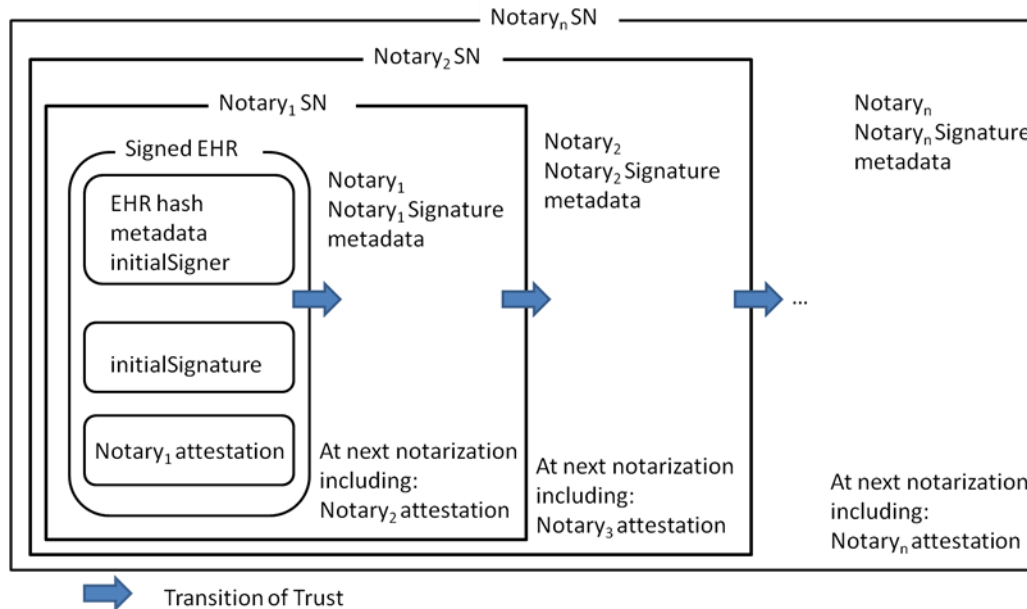 Notaryₙ SN
Notary₂ SN
Notary₁ SN
Signed EHR
EHR hash
metadata
initialSigner
initialSignature
Notary₁ attestation
Notary₁
Notary₁ Signature
metadata
At next notarization
including:
Notary₂ attestation
Notary₂
Notary₂ Signature
metadata
At next notarization
including:
Notary₃ attestation
...
Notaryₙ
Notaryₙ Signature
metadata
At next notarization
including:
Notaryₙ attestation
Transition of Trust